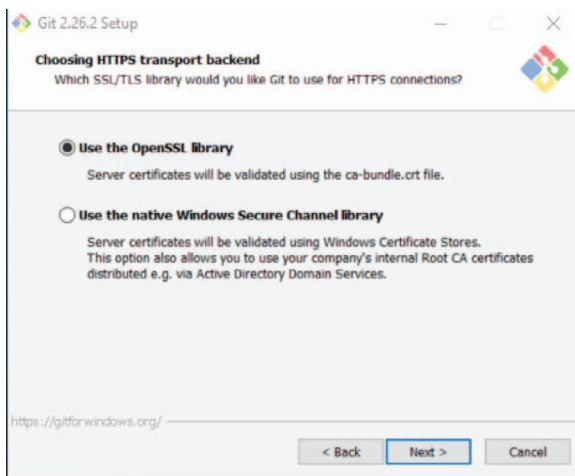 Git 2.26.2 Setup
Choosing HTTPS transport backend
Which SSL/TLS library would you like Git to use for HTTPS connections?
Use the OpenSSL library
Server certificates will be validated using the ca-bundle.crt file.
Use the native Windows Secure Channel library
Server certificates will be validated using Windows Certificate Stores.
This option also allows you to use your company's internal Root CA certificates
distributed e.g. via Active Directory Domain Services.
https://gitforwindows.org/
< Back Next > Cancel